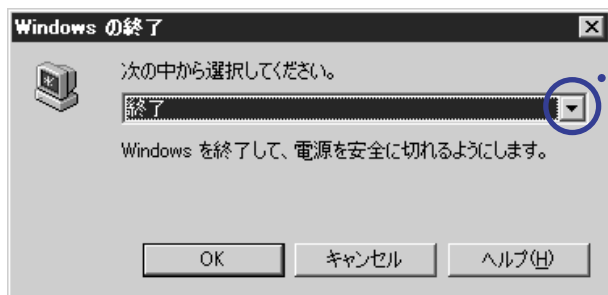 Windows の終了
次の中から選択してください。
終了
Windows を終了して、電源を安全に切れるようにします。
OK
キャンセル
ヘルプ(H)